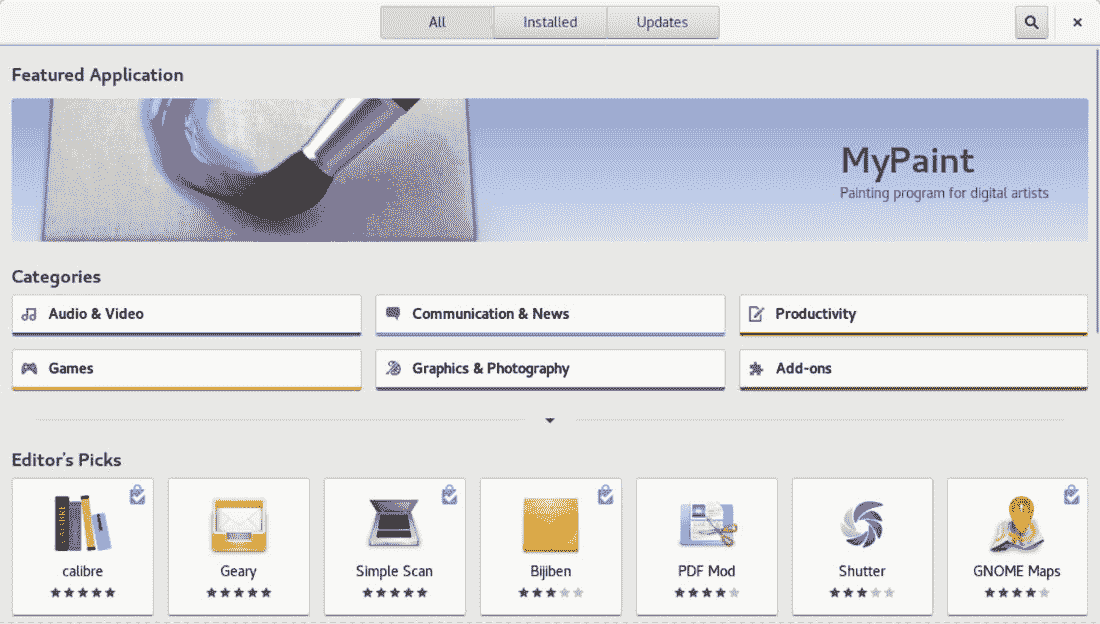 All Installed Updates
Featured Application
MyPaint
Painting program for digital artists
Categories
Audio & Video Communication & News Productivity
Games Graphics & Photography Add-ons
Editor's Picks
CALIBRE
calibre Geary Simple Scan Bijiben PDF Mod Shutter GNOME Maps